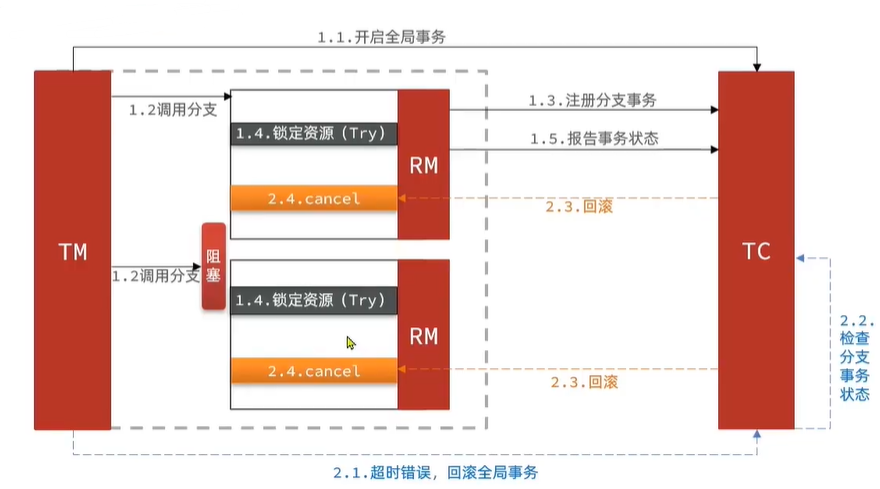 1.1.开启全局事务
TM
1.2调用分支
1.4.锁定资源（Try）
2.4.cancel
RM
1.3.注册分支事务
1.5.报告事务状态
2.3.回滚
TC
1.2调用分支
阻
塞
1.4.锁定资源（Try）
2.4.cancel
RM
2.3.回滚
2.2.
检查
分支
事务
状态
2.1.超时错误，回滚全局事务